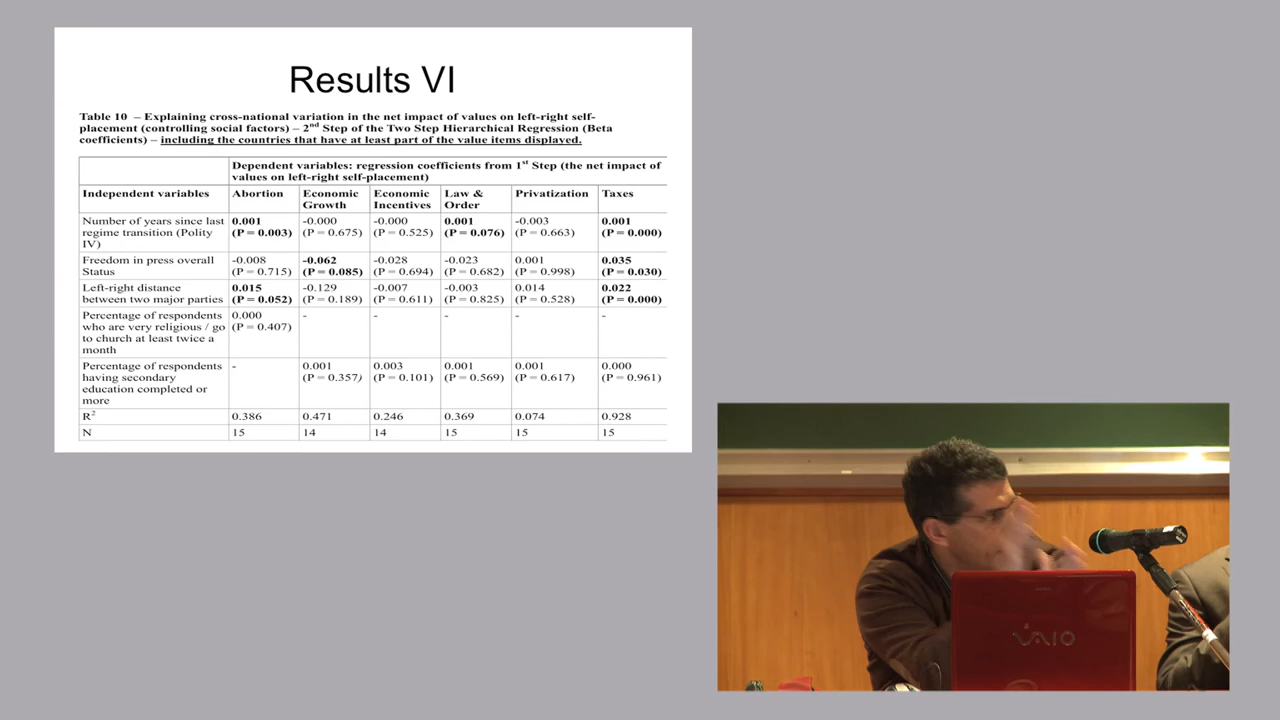 Results VI
Table 10 – Explaining cross-national variation in the net impact of values on left-right self-
placement (controlling social factors) – 2nd Step of the Two Step Hierarchical Regression (Beta
coefficients) – including the countries that have at least part of the value items displayed.
Dependent variables: regression coefficients from 1st Step (the net impact of
values on left-right self-placement)
Independent variables Abortion Economic Growth Economic Incentives Law & Order Privatization Taxes
Number of years since last regime transition (Polity IV) 0.001 (P = 0.003) -0.000 (P = 0.675) -0.000 (P = 0.525) 0.001 (P = 0.076) -0.003 (P = 0.663) 0.001 (P = 0.000)
Freedom in press overall Status -0.008 (P = 0.715) -0.062 (P = 0.085) -0.028 (P = 0.694) -0.023 (P = 0.682) 0.001 (P = 0.998) 0.035 (P = 0.030)
Left-right distance between two major parties 0.015 (P = 0.052) -0.129 (P = 0.189) -0.007 (P = 0.611) -0.003 (P = 0.825) 0.014 (P = 0.528) 0.022 (P = 0.000)
Percentage of respondents who are very religious / go to church at least twice a month 0.000 (P = 0.407) - - - - -
Percentage of respondents having secondary education completed or more - 0.001 (P = 0.357) 0.003 (P = 0.101) 0.001 (P = 0.569) 0.001 (P = 0.617) 0.000 (P = 0.961)
R2 0.386 0.471 0.246 0.369 0.074 0.928
N 15 14 14 15 15 15
VAIO